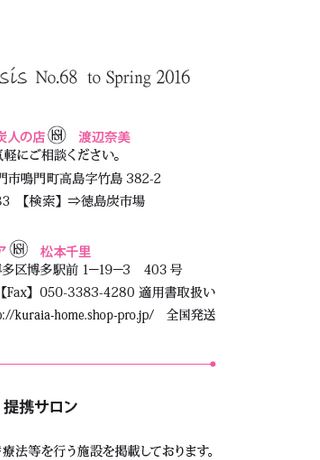 sis No.68 to Spring 2016
炭人の店 渡辺奈美
気軽にご相談ください。
門市鳴門町高島字竹島 382-2
83 【検索】⇒徳島炭市場
ア 松本千里
博多区博多駅前 1−19−3 403 号
【Fax】050-3383-4280 適用書取扱い
p://kuraia-home.shop-pro.jp/ 全国発送
提携サロン
療法等を行う施設を掲載しております。